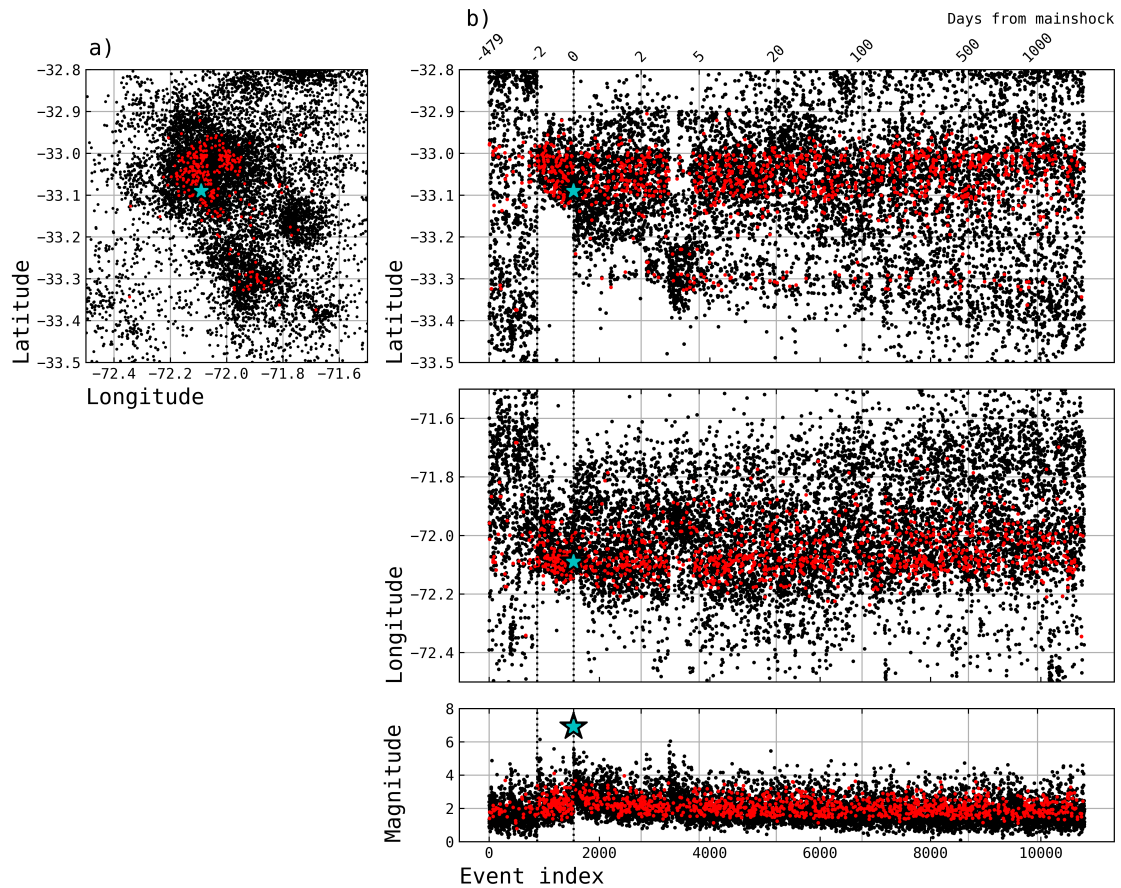 b)
Days from mainshock
a)
-479 -2 0 2 5 20 100 500 1000
−32.8
−32.9
−33.0
−33.1
−33.2
−33.3
−33.4
−33.5
Latitude
−72.4 −72.2 −72.0 −71.8 −71.6
Longitude
−32.8
−32.9
−33.0
−33.1
−33.2
−33.3
−33.4
−33.5
Latitude
−71.6
−71.8
−72.0
−72.2
−72.4
Longitude
8
6
4
2
0
Magnitude
0 2000 4000 6000 8000 10000
Event index